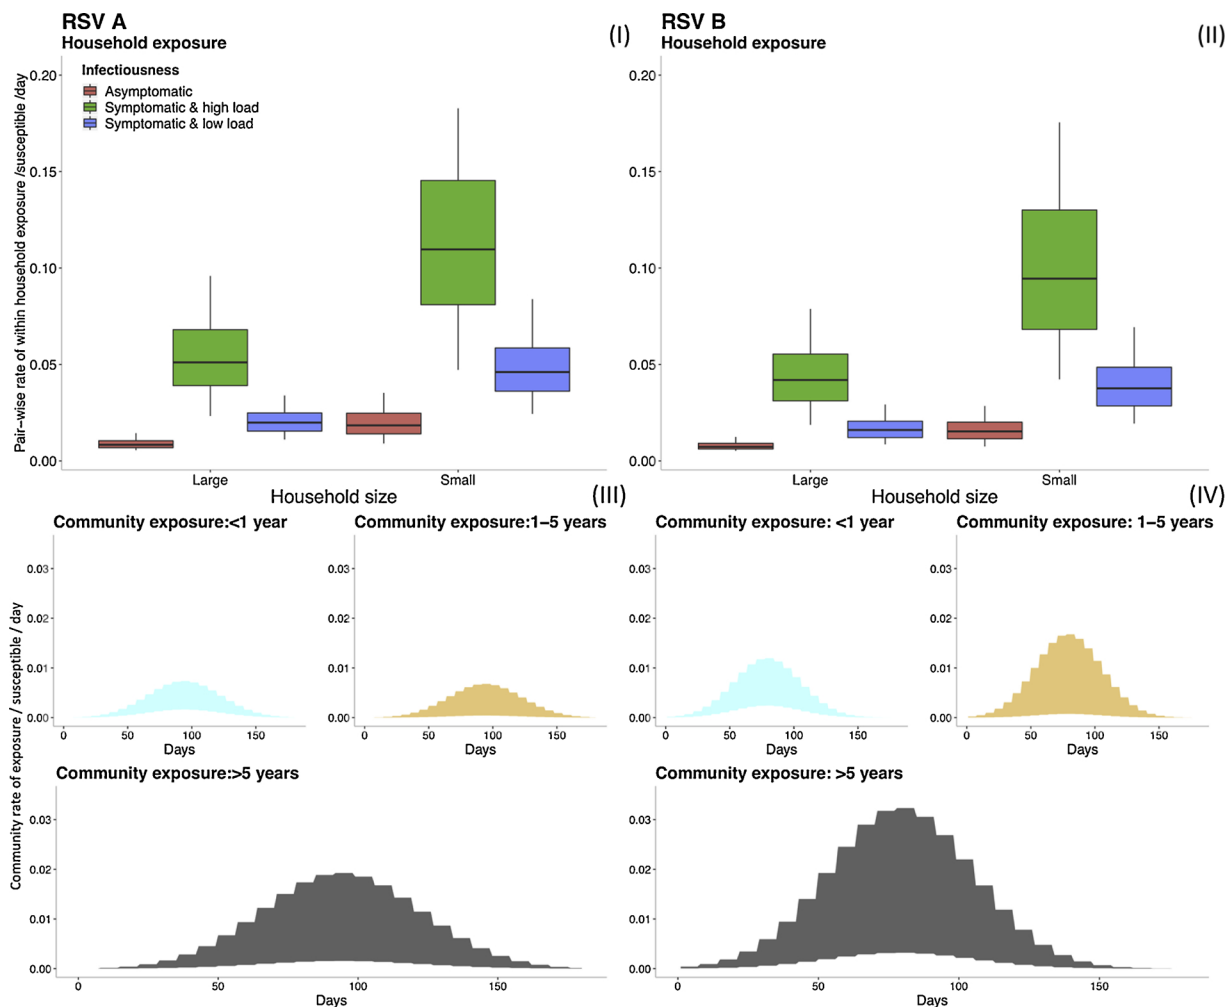 RSV A
Household exposure
(I)
Infectiousness
Asymptomatic
Symptomatic & high load
Symptomatic & low load
Pair−wise rate of within household exposure /susceptible /day
0.20
0.15
0.10
0.05
0.00
Large
Small
Household size
RSV B
Household exposure
(II)
0.20
0.15
0.10
0.05
0.00
Large
Small
Household size
(III)
Community rate of exposure / susceptible / day
Community exposure:<1 year
0.03
0.02
0.01
0.00
0
50
100
150
Days
Community exposure:1−5 years
0.03
0.02
0.01
0.00
0
50
100
150
Days
(IV)
Community exposure: <1 year
0.03
0.02
0.01
0.00
0
50
100
150
Days
Community exposure: 1−5 years
0.03
0.02
0.01
0.00
0
50
100
150
Days
Community exposure:>5 years
0.03
0.02
0.01
0.00
0
50
100
150
Days
Community exposure: >5 years
0.03
0.02
0.01
0.00
0
50
100
150
Days